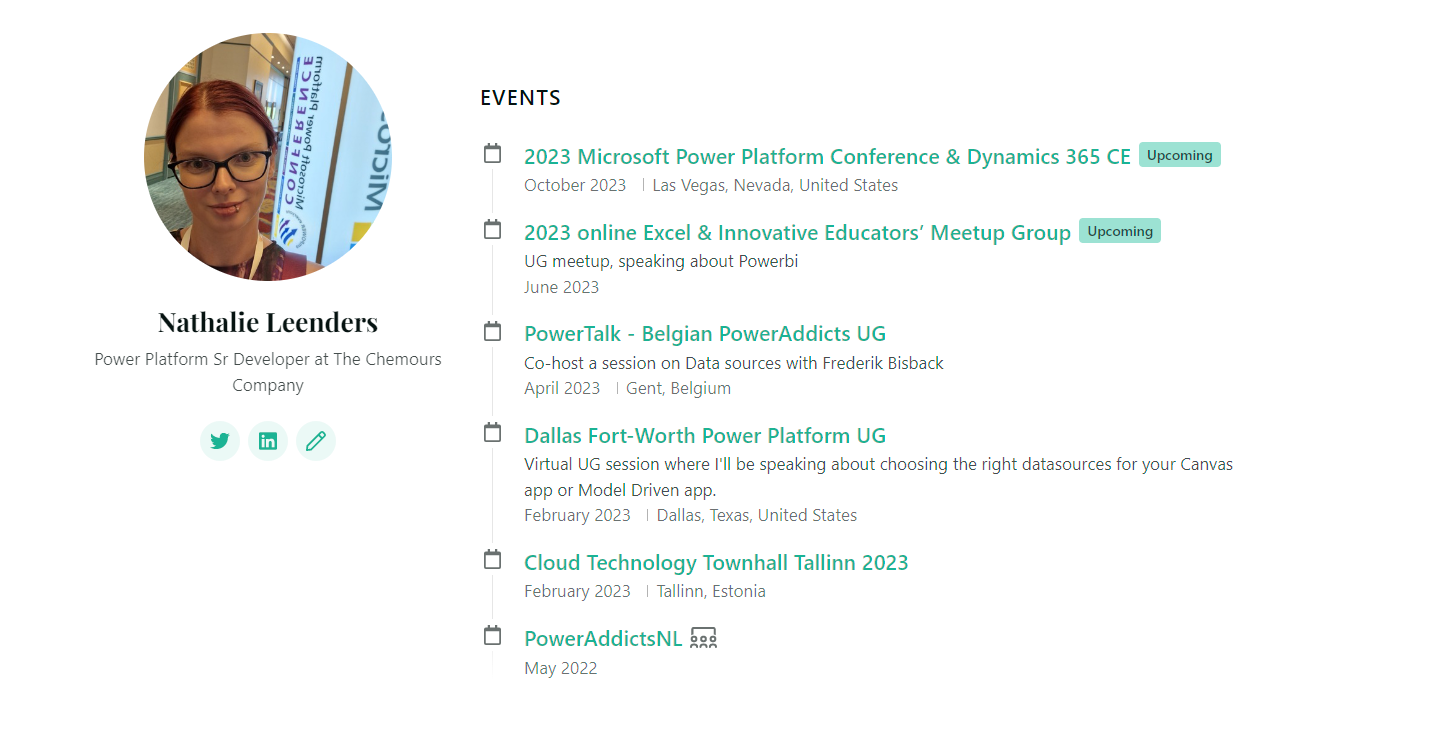 CONFERENCE
Microsoft Power Platform
Micros
Nathalie Leenders
Power Platform Sr Developer at The Chemours
Company
EVENTS
2023 Microsoft Power Platform Conference & Dynamics 365 CE Upcoming
October 2023 | Las Vegas, Nevada, United States
2023 online Excel & Innovative Educators’ Meetup Group Upcoming
UG meetup, speaking about Powerbi
June 2023
PowerTalk - Belgian PowerAddicts UG
Co-host a session on Data sources with Frederik Bisback
April 2023 | Gent, Belgium
Dallas Fort-Worth Power Platform UG
Virtual UG session where I'll be speaking about choosing the right datasources for your Canvas
app or Model Driven app.
February 2023 | Dallas, Texas, United States
Cloud Technology Townhall Tallinn 2023
February 2023 | Tallinn, Estonia
PowerAddictsNL
May 2022